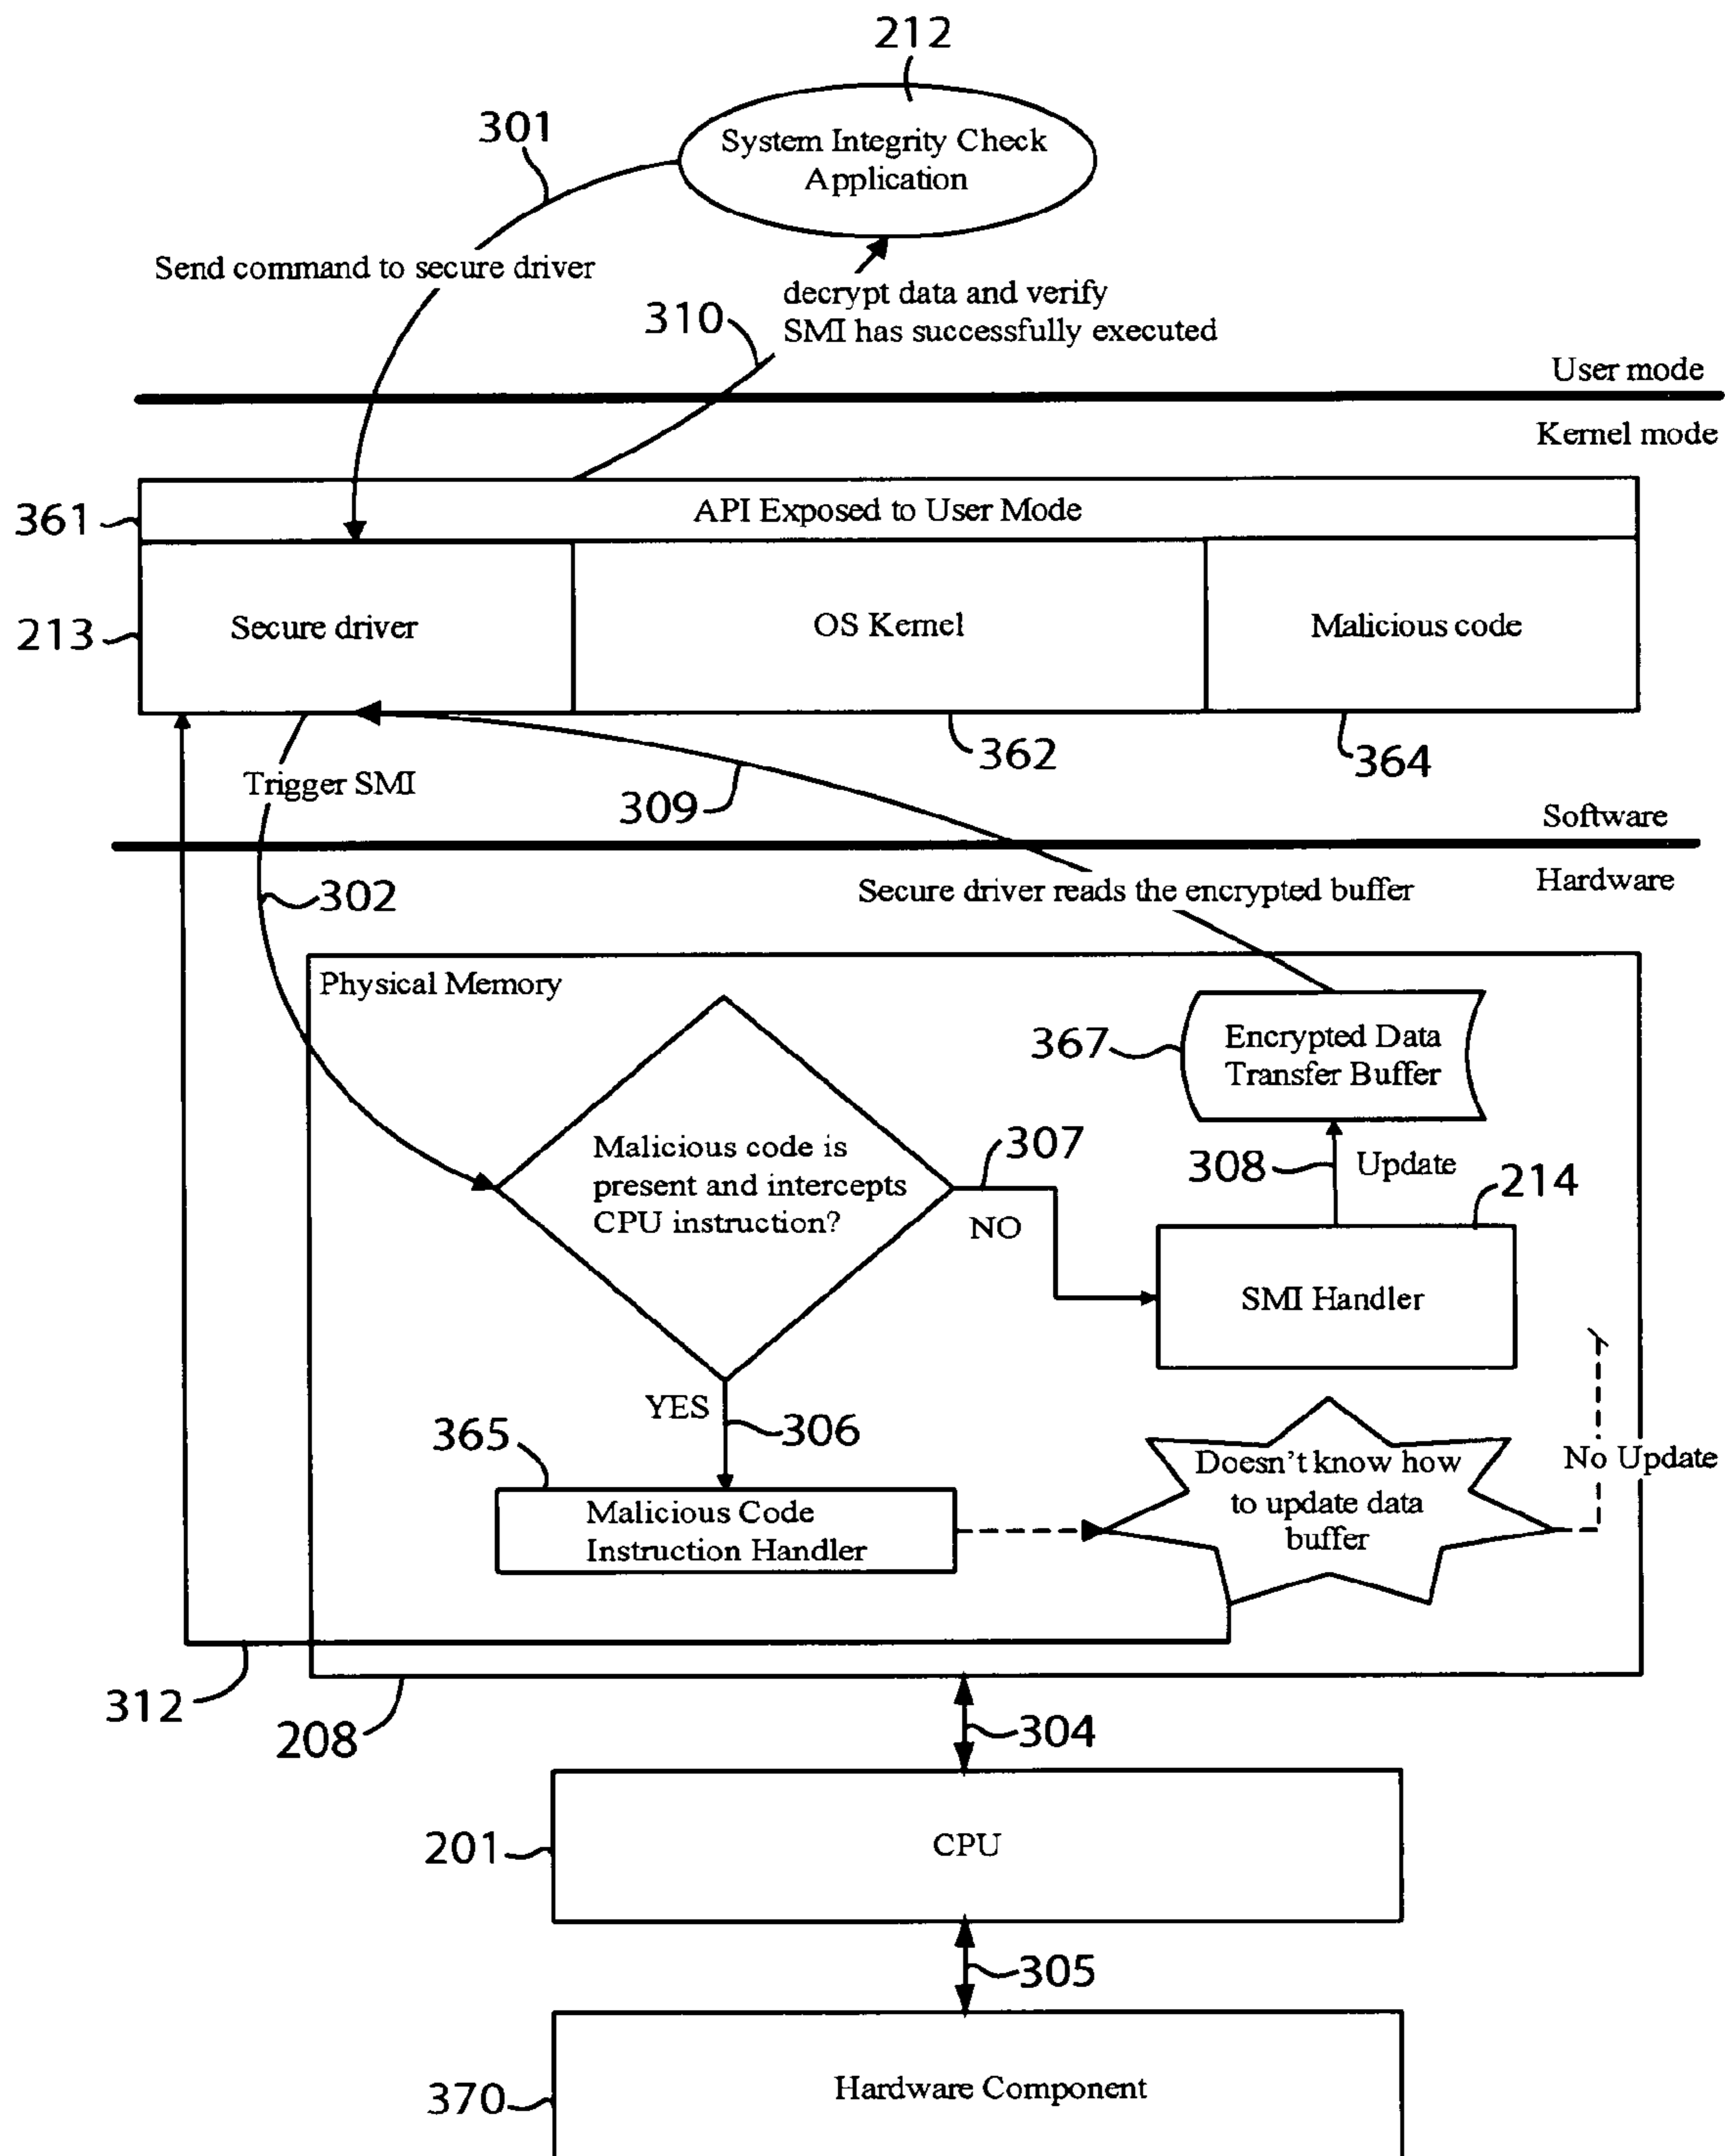 212
301
System Integrity Check
Application
Send command to secure driver
310
decrypt data and verify
SMI has successfully executed
User mode
Kernel mode
361
API Exposed to User Mode
213
Secure driver
OS Kernel
Malicious code
362
364
Trigger SMI
309
Software
302
Secure driver reads the encrypted buffer
Hardware
Physical Memory
367
Encrypted Data
Transfer Buffer
Malicious code is
present and intercepts
CPU instruction?
307
NO
308
Update
214
SMI Handler
YES
306
365
Malicious Code
Instruction Handler
Doesn't know how
to update data
buffer
No Update
312
208
304
201
CPU
305
370
Hardware Component